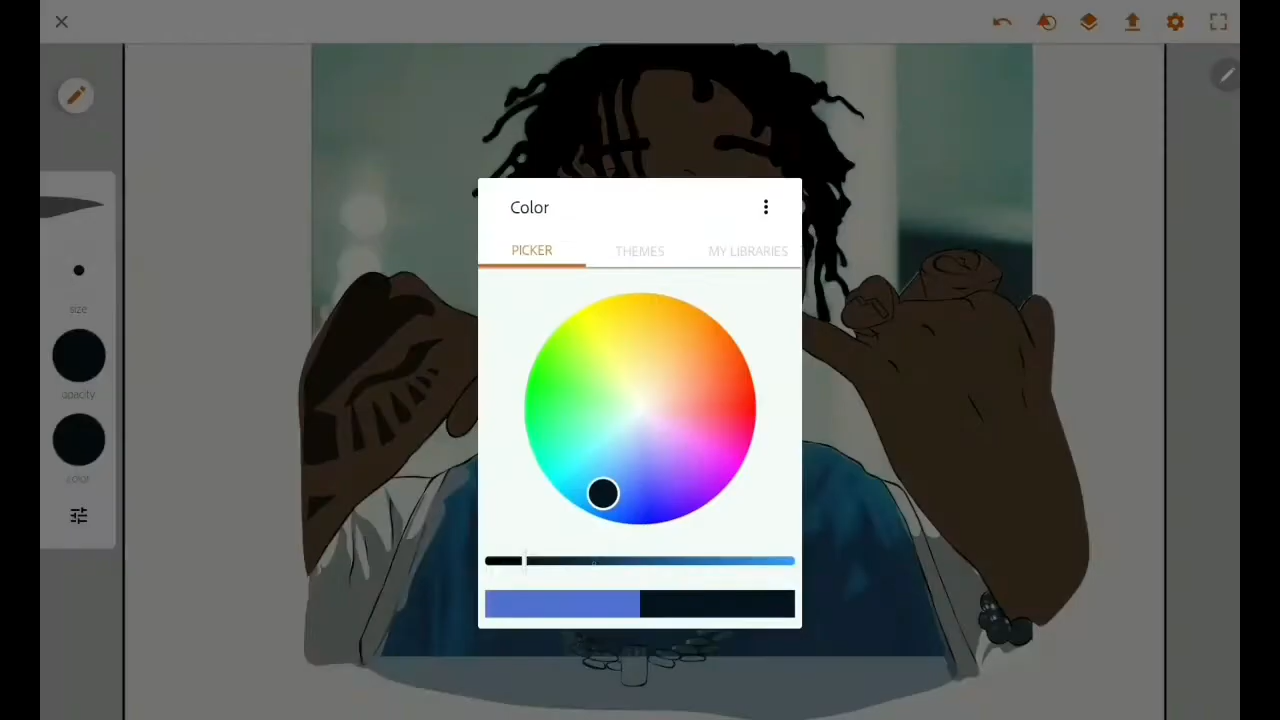 Color
PICKER
THEMES
MY LIBRARIES
size
opacity
color